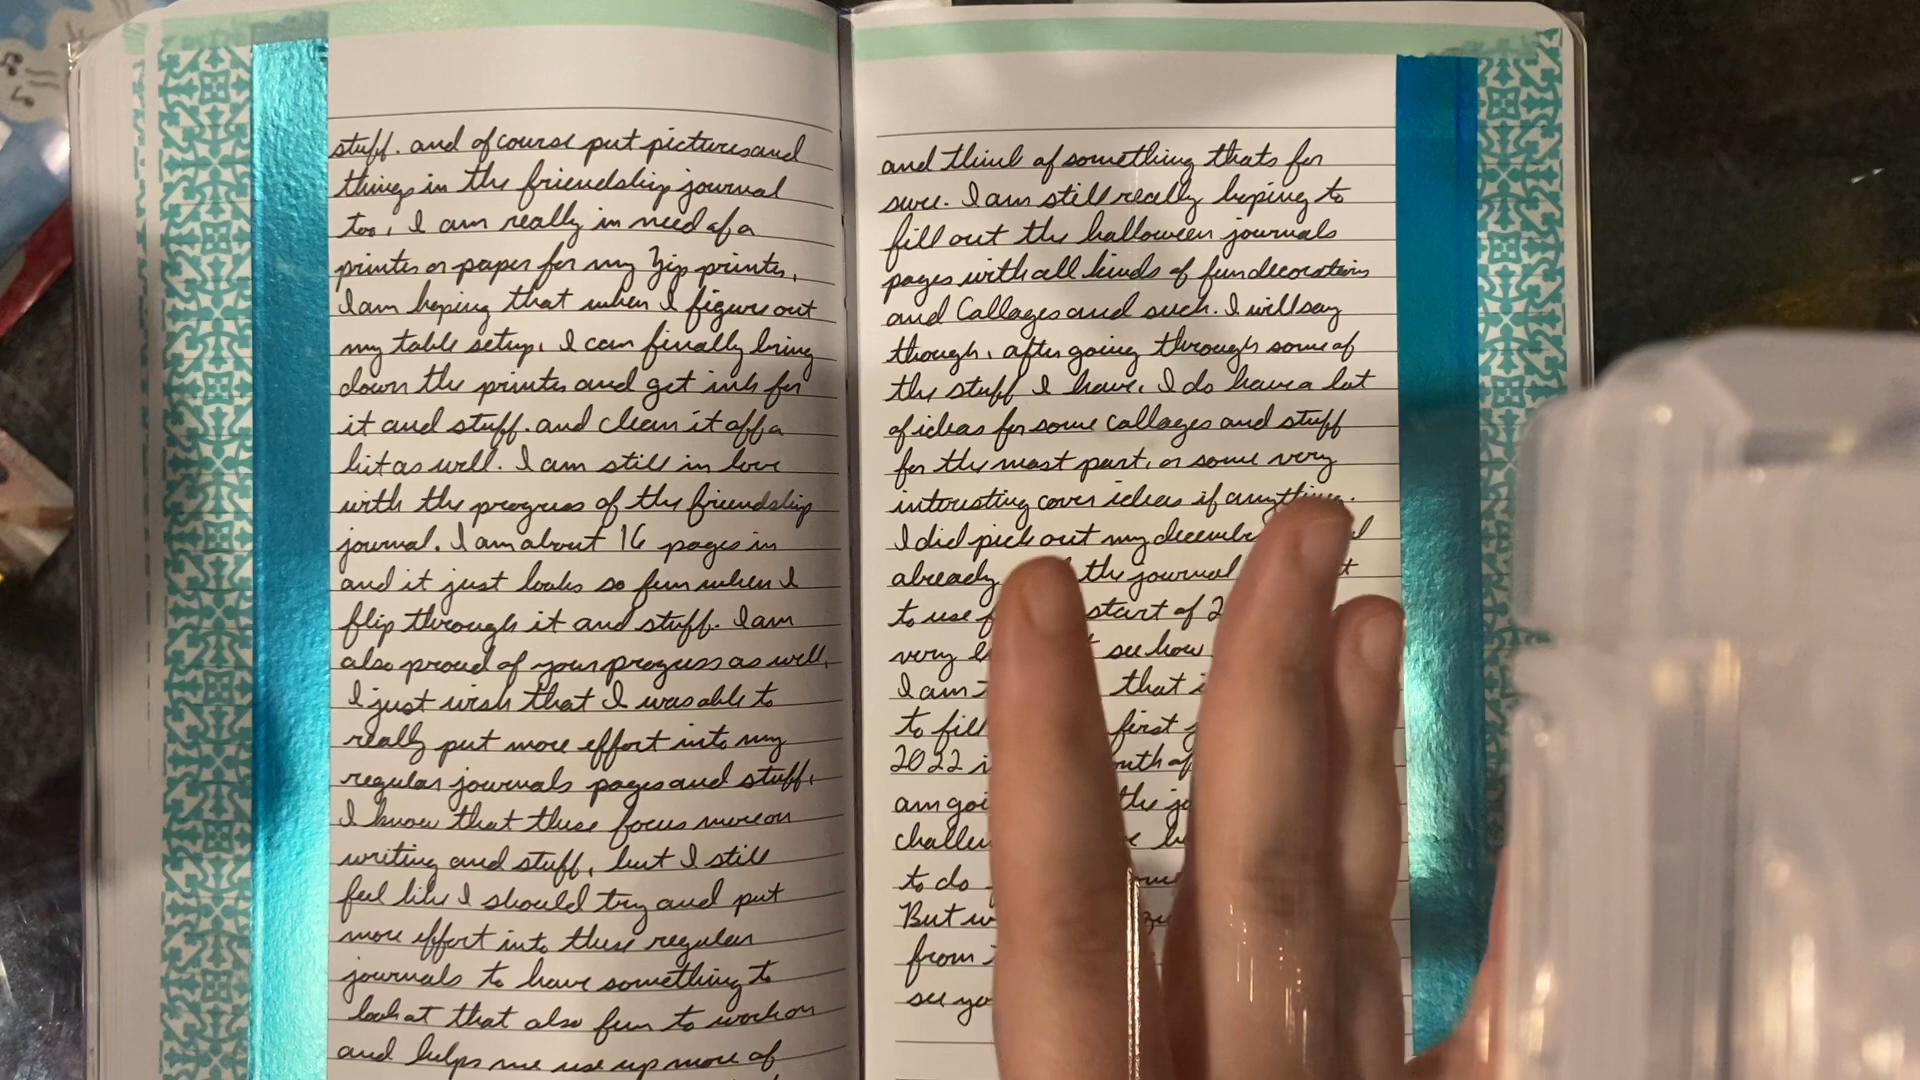 stuff. and of course put pictures and
things in the friendship journal
too, I am really in need of a
printer or paper for my Zip printer,
I am hoping that when I figure out
my table setup, I can finally bring
down the printer and get ink for
it and stuff. and clean it off a
bit as well. I am still in love
with the progress of the friendship
journal. I am about 16 pages in
and it just looks so fun when I
flip through it and stuff. I am
also proud of your progress as well,
I just wish that I was able to
really put more effort into my
regular journals pages and stuff,
I know that these focus more on
writing and stuff, but I still
feel like I should try and put
more effort into these regular
journals to have something to
look at that also fun to work on
and helps me use up more of
and think of something thats for
sure. I am still really hoping to
fill out the halloween journals
pages with all kinds of fun decorations
and Collages and such. I will say
though, after going through some of
the stuff I have, I do have a lot
of ideas for some collages and stuff
for the most part, or some very
interesting cover ideas if anything.
I did pick out my december
already the journal
to use start of 2
very see how
I am that
to fill first
2022
am the
to do
But
from
see